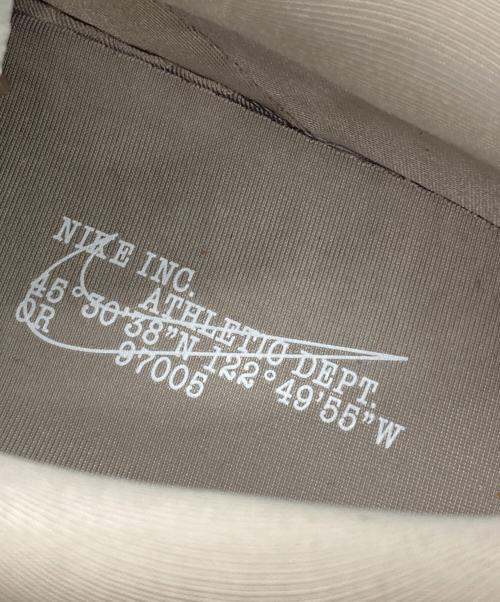 NIKE INC.
ATHLETIC DEPT.
45°30'38”N 122°49'55”W
OR 97005